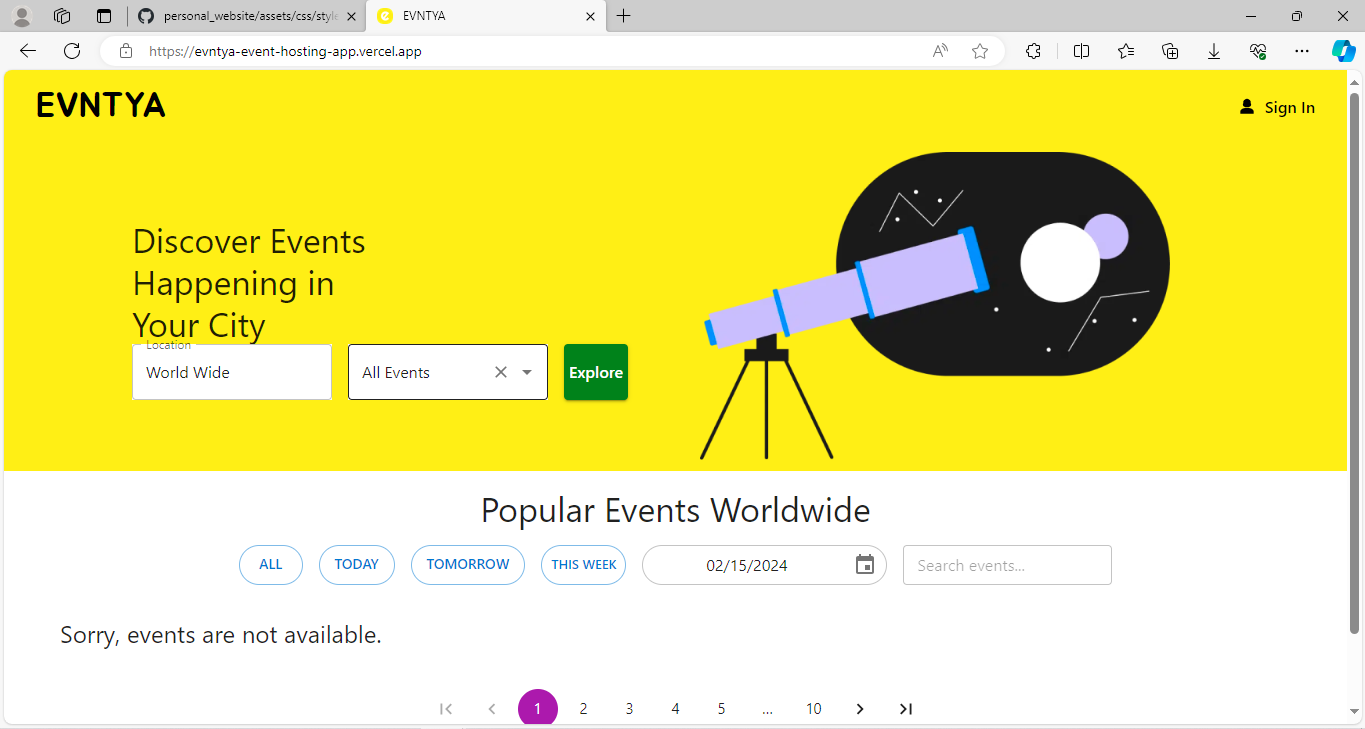 personal_website/assets/css/style
EVNTYA
https://evntya-event-hosting-app.vercel.app
EVNTYA
Sign In
Discover Events
Happening in
Your City
Location
World Wide
All Events
Explore
Popular Events Worldwide
ALL
TODAY
TOMORROW
THIS WEEK
02/15/2024
Search events...
Sorry, events are not available.
1 2 3 4 5 ... 10